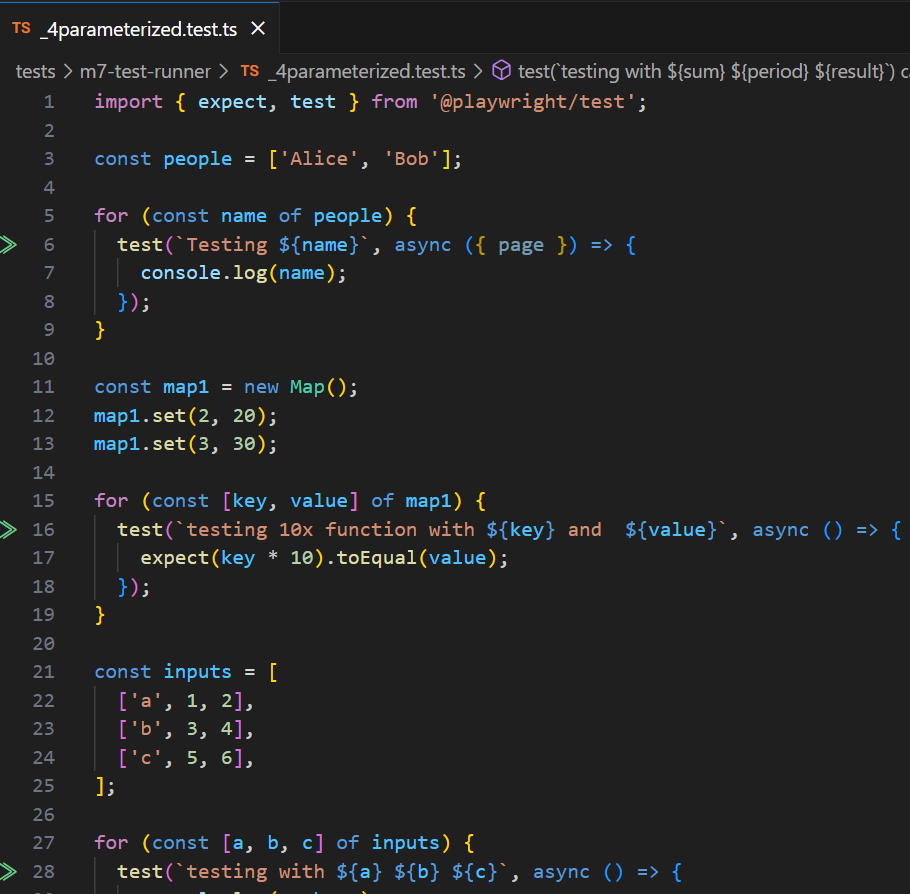 TS _4parameterized.test.ts ×
tests > m7-test-runner > TS _4parameterized.test.ts > test(`testing with ${sum} ${period} ${result}`) c
1 import { expect, test } from '@playwright/test';
2
3 const people = ['Alice', 'Bob'];
4
5 for (const name of people) {
6 test(`Testing ${name}`, async ({ page }) => {
7 console.log(name);
8 });
9 }
10
11 const map1 = new Map();
12 map1.set(2, 20);
13 map1.set(3, 30);
14
15 for (const [key, value] of map1) {
16 test(`testing 10x function with ${key} and  ${value}`, async () => {
17 expect(key * 10).toEqual(value);
18 });
19 }
20
21 const inputs = [
22 ['a', 1, 2],
23 ['b', 3, 4],
24 ['c', 5, 6],
25 ];
26
27 for (const [a, b, c] of inputs) {
28 test(`testing with ${a} ${b} ${c}`, async () => {